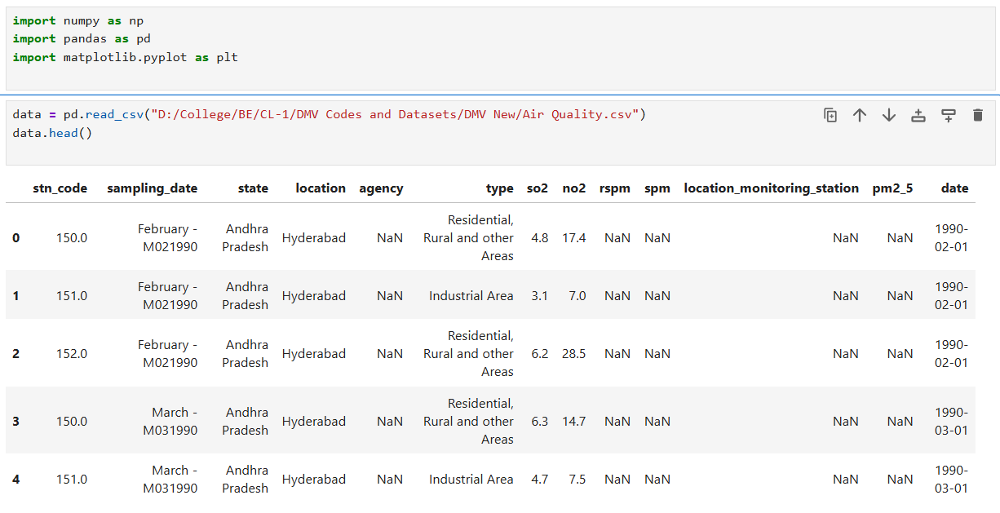 import numpy as np
import pandas as pd
import matplotlib.pyplot as plt
data = pd.read_csv("D:/College/BE/CL-1/DMV Codes and Datasets/DMV New/Air Quality.csv")
data.head()
stn_code sampling_date state location agency type so2 no2 rspm spm location_monitoring_station pm2_5 date
0 150.0 February - M021990 Andhra Pradesh Hyderabad NaN Residential, Rural and other Areas 4.8 17.4 NaN NaN NaN NaN 1990-02-01
1 151.0 February - M021990 Andhra Pradesh Hyderabad NaN Industrial Area 3.1 7.0 NaN NaN NaN NaN 1990-02-01
2 152.0 February - M021990 Andhra Pradesh Hyderabad NaN Residential, Rural and other Areas 6.2 28.5 NaN NaN NaN NaN 1990-02-01
3 150.0 March - M031990 Andhra Pradesh Hyderabad NaN Residential, Rural and other Areas 6.3 14.7 NaN NaN NaN NaN 1990-03-01
4 151.0 March - M031990 Andhra Pradesh Hyderabad NaN Industrial Area 4.7 7.5 NaN NaN NaN NaN 1990-03-01